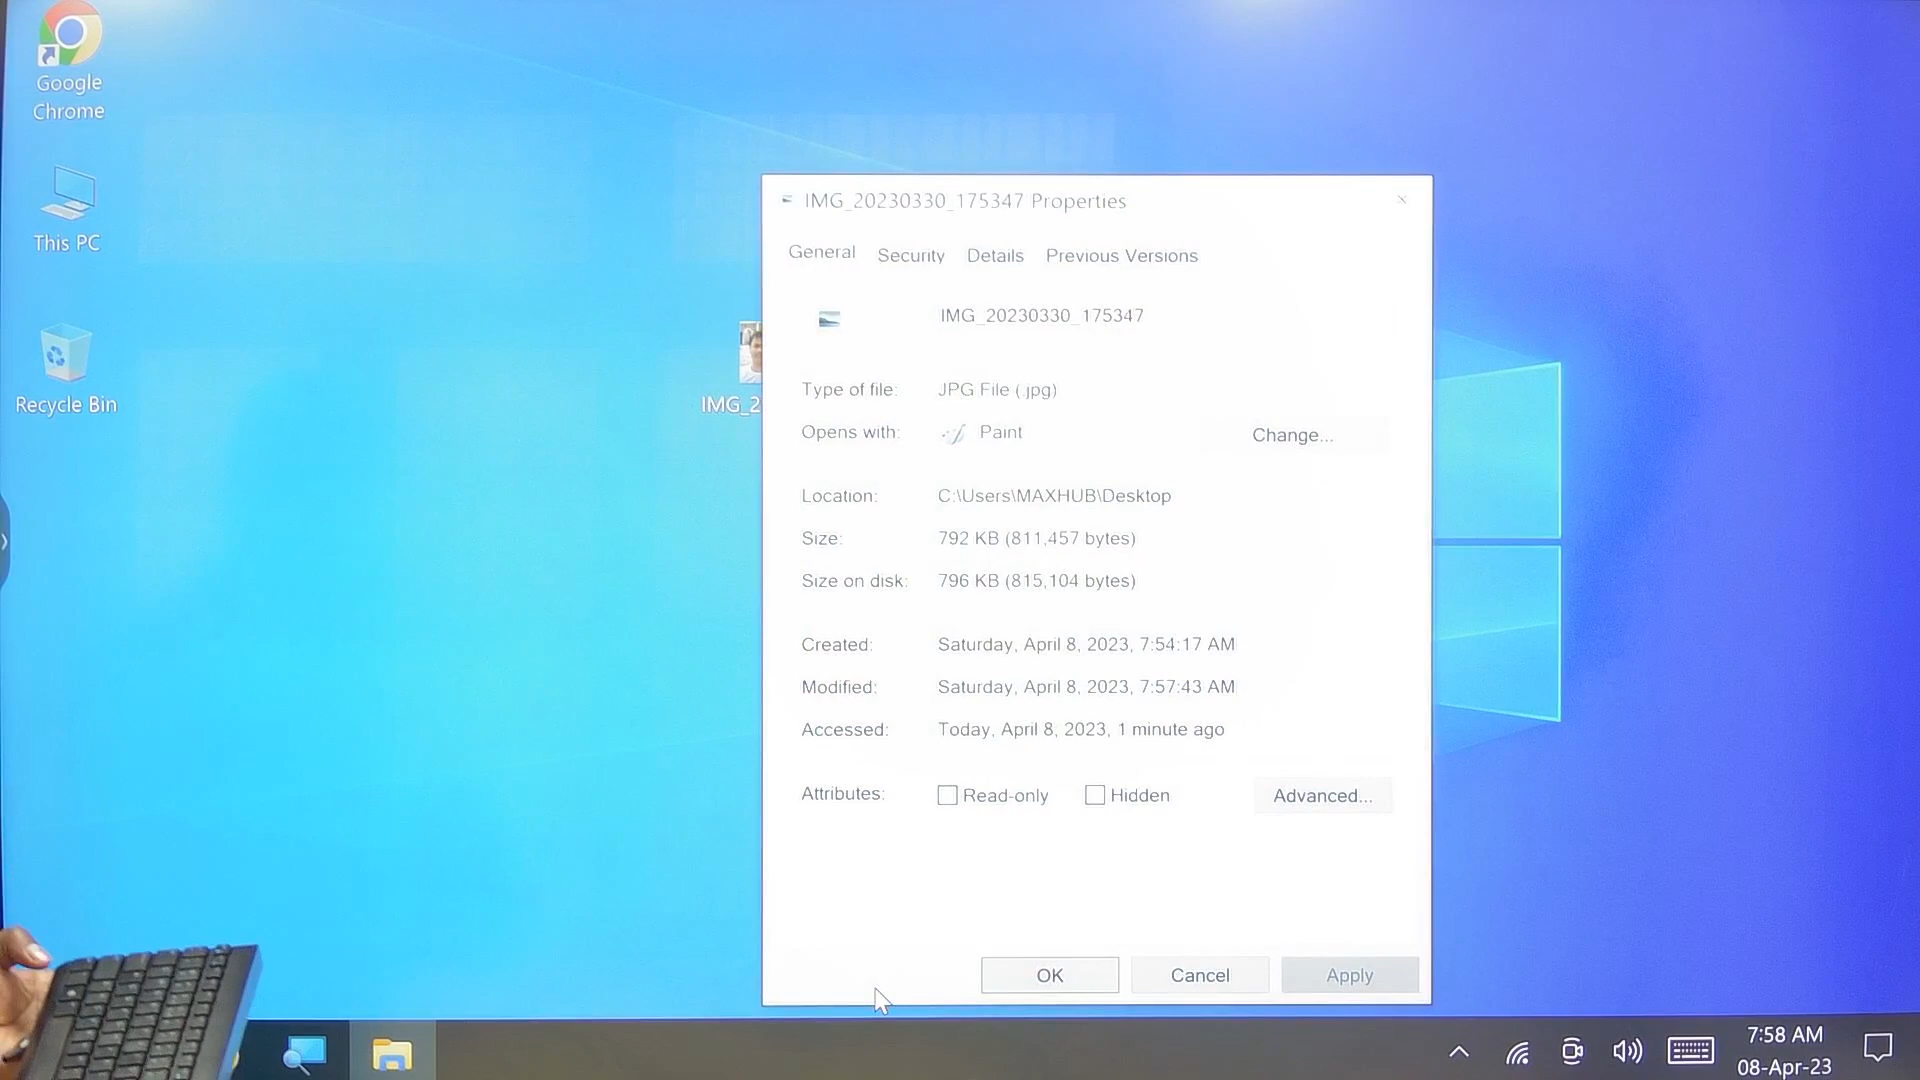 Google
Chrome
This PC
Recycle Bin
IMG_2
IMG_20230330_175347 Properties
General Security Details Previous Versions
IMG_20230330_175347
Type of file: JPG File (.jpg)
Opens with: Paint Change...
Location: C:\Users\MAXHUB\Desktop
Size: 792 KB (811,457 bytes)
Size on disk: 796 KB (815,104 bytes)
Created: Saturday, April 8, 2023, 7:54:17 AM
Modified: Saturday, April 8, 2023, 7:57:43 AM
Accessed: Today, April 8, 2023, 1 minute ago
Attributes: Read-only Hidden Advanced...
OK Cancel Apply
7:58 AM
08-Apr-23